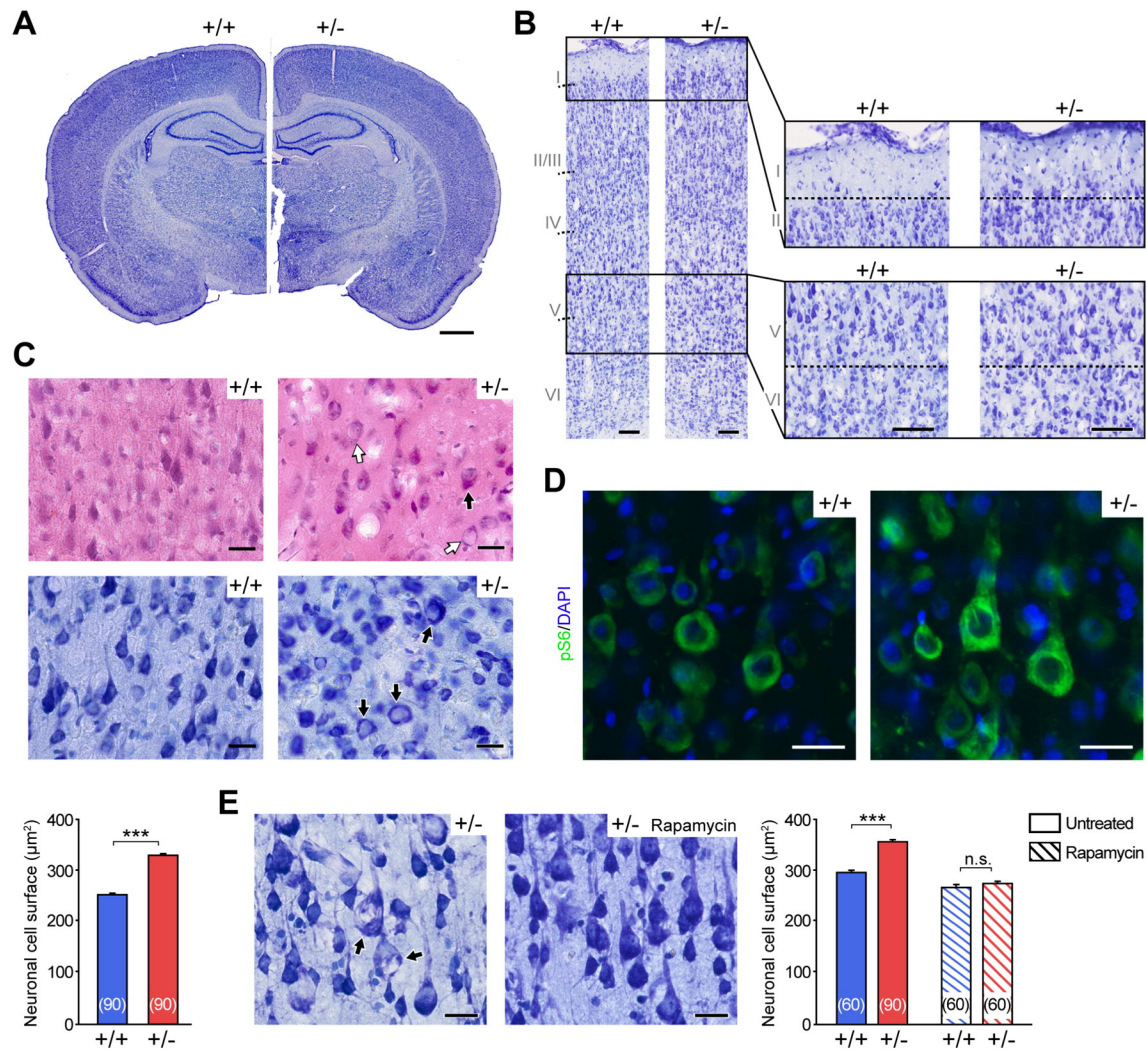 A
+/+
+/-
B
+/+
+/-
I
II/III
IV
V
VI
+/+
+/-
I
II
+/+
+/-
V
VI
C
+/+
+/-
+/+
+/-
D
pS6/DAPI
+/+
+/-
Neuronal cell surface (µm²)
400
300
200
100
0
***
(90)
(90)
+/+
+/-
E
+/-
+/- Rapamycin
Neuronal cell surface (µm²)
400
300
200
100
0
***
n.s.
(60)
(90)
(60)
(60)
+/+
+/-
+/+
+/-
Untreated
Rapamycin